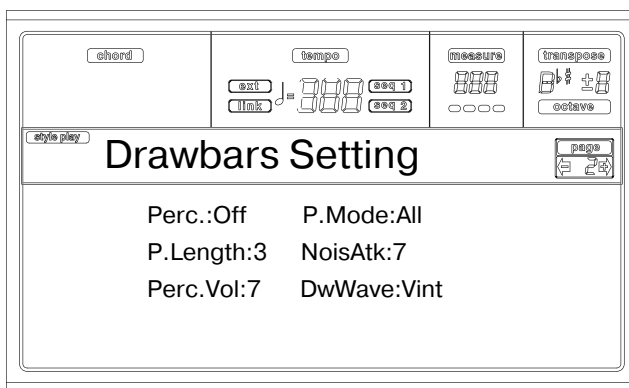 chord tempo measure transpose
ext seq 1
link seq 2 octave
style play Drawbars Setting page
2
Perc.:Off P.Mode:All
P.Length:3 NoisAtk:7
Perc.Vol:7 DwWave:Vint